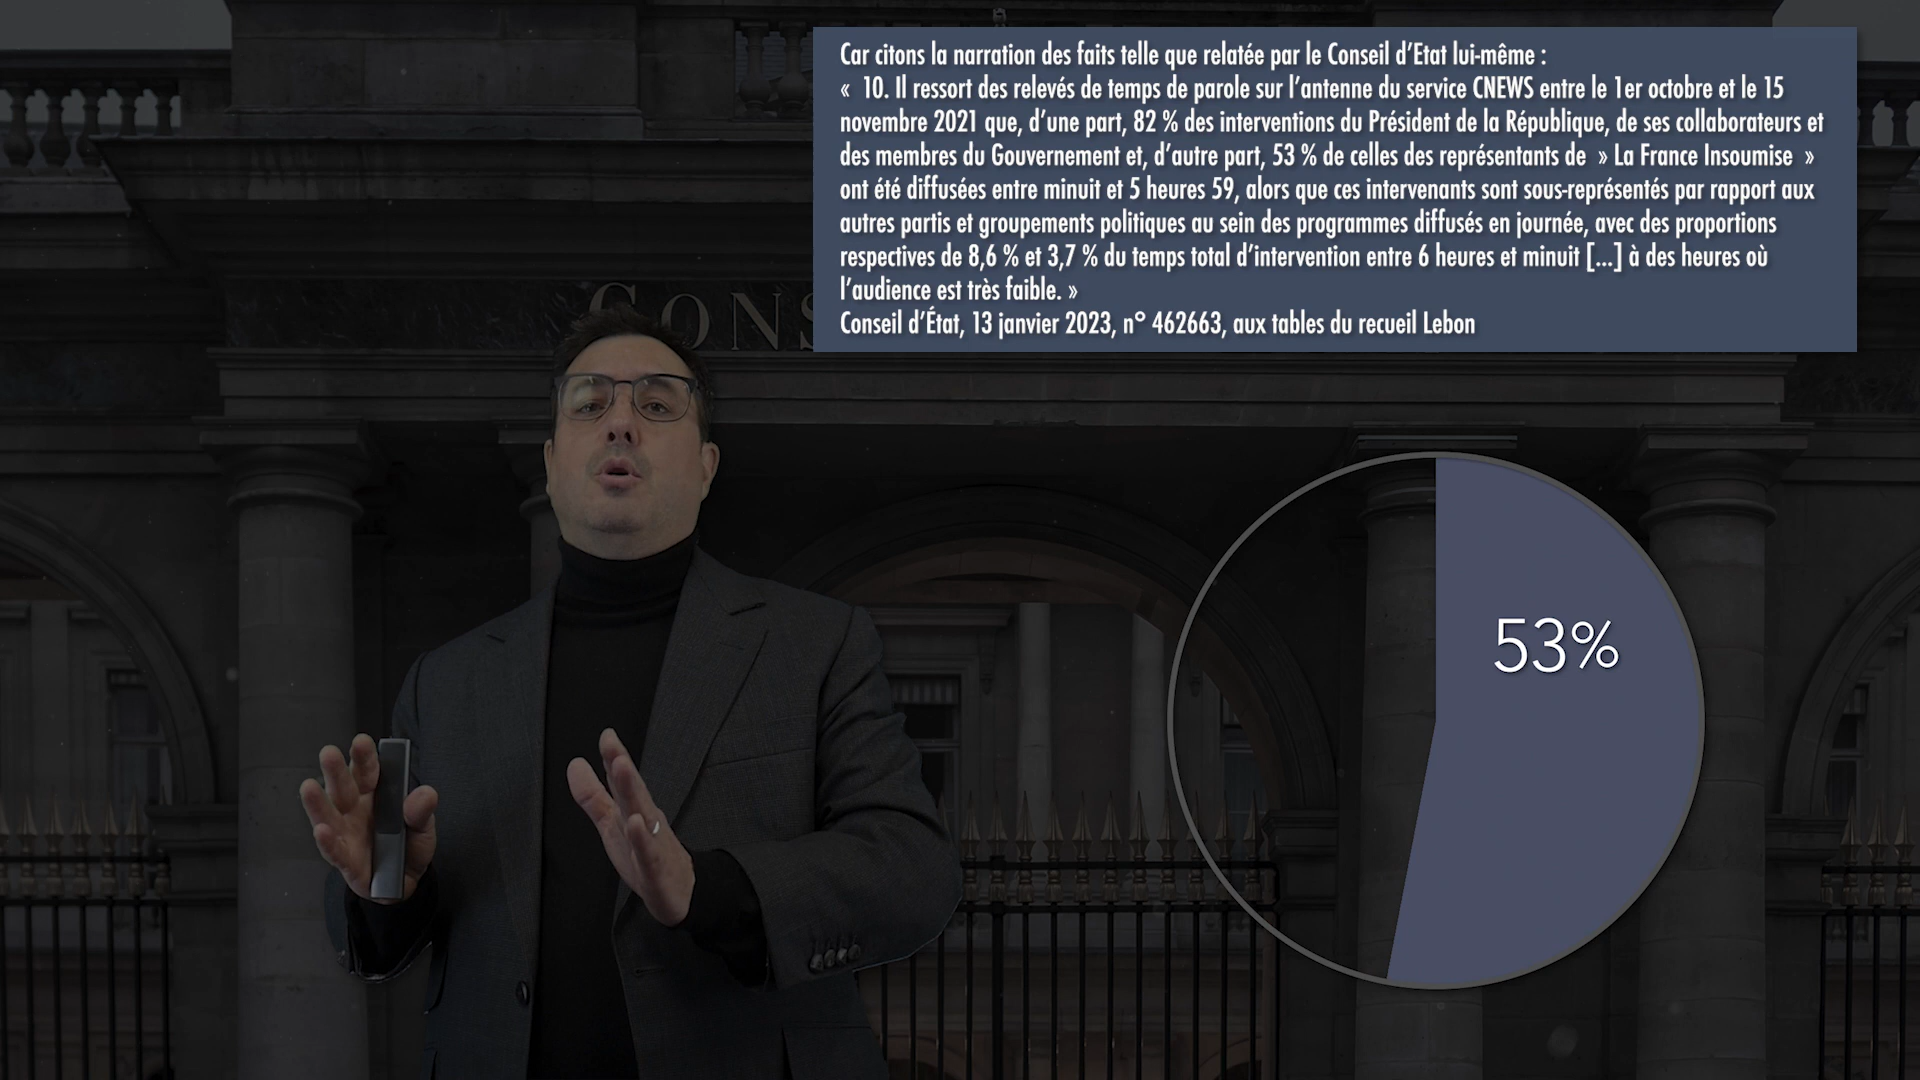 Car citons la narration des faits telle que relatée par le Conseil d'Etat lui-même :
« 10. Il ressort des relevés de temps de parole sur l'antenne du service CNEWS entre le 1er octobre et le 15
novembre 2021 que, d'une part, 82 % des interventions du Président de la République, de ses collaborateurs et
des membres du Gouvernement et, d'autre part, 53 % de celles des représentants de » La France Insoumise »
ont été diffusées entre minuit et 5 heures 59, alors que ces intervenants sont sous-représentés par rapport aux
autres partis et groupements politiques au sein des programmes diffusés en journée, avec des proportions
respectives de 8,6 % et 3,7 % du temps total d'intervention entre 6 heures et minuit [...] à des heures où
l'audience est très faible. »
Conseil d'État, 13 janvier 2023, n° 462663, aux tables du recueil Lebon
CONS
53%